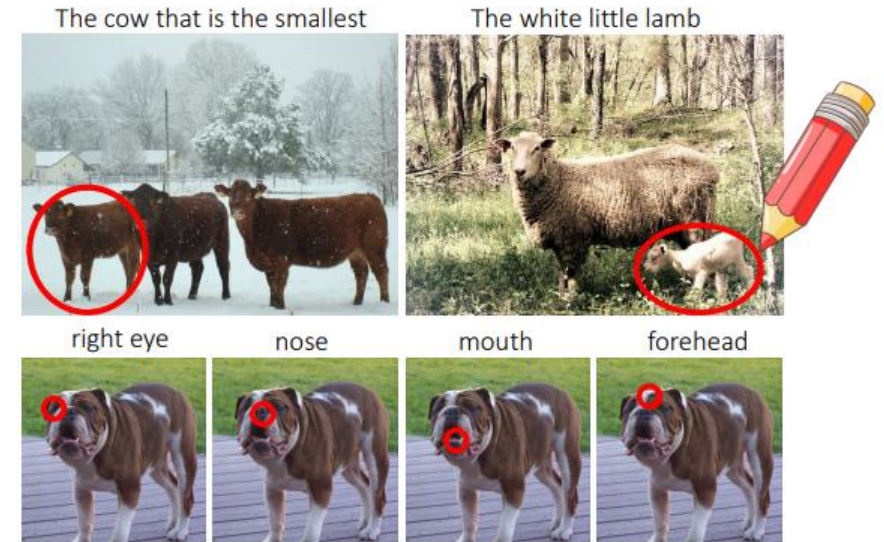 The cow that is the smallest
The white little lamb
right eye
nose
mouth
forehead